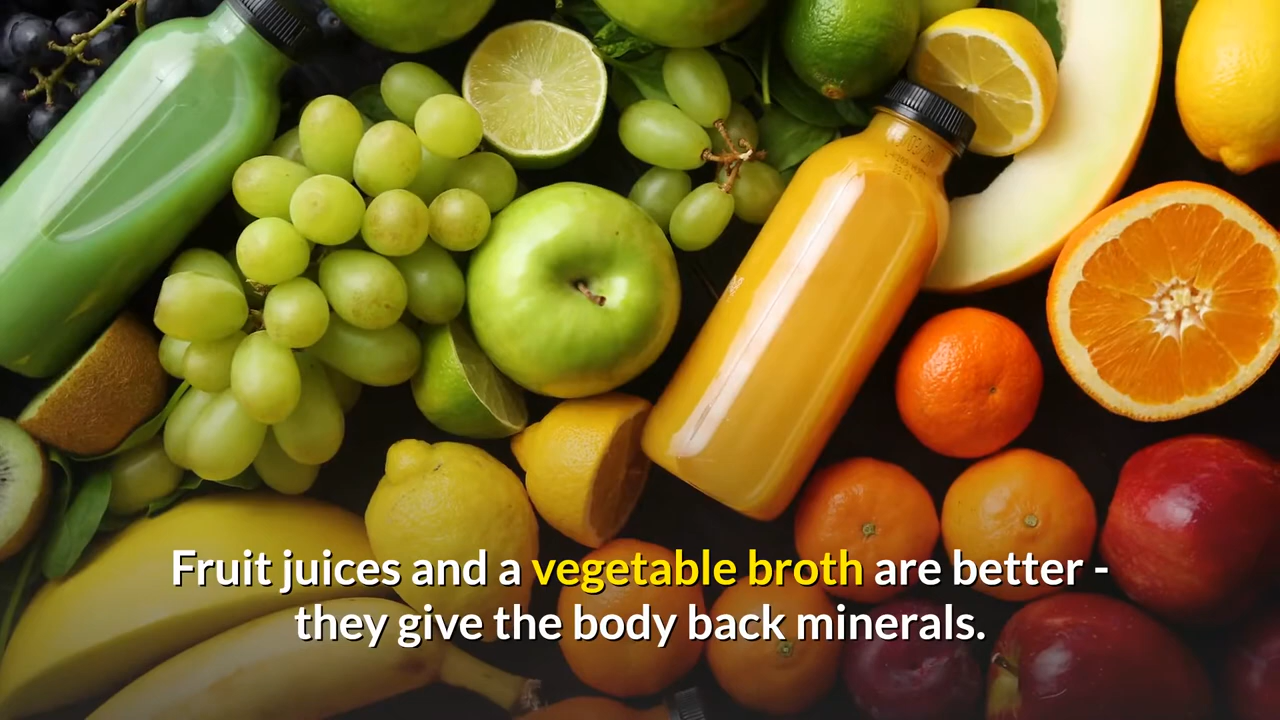 Fruit juices and a vegetable broth are better -
they give the body back minerals.